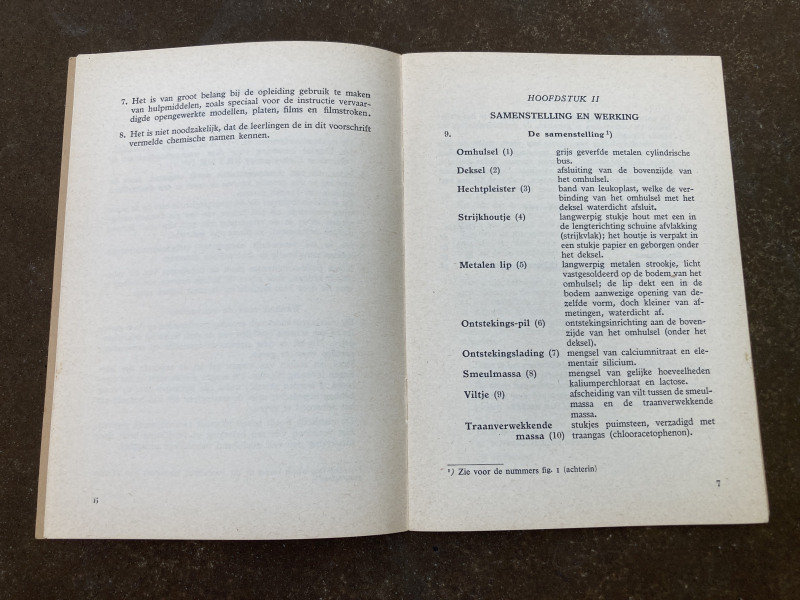 7. Het is van groot belang bij de opleiding gebruik te maken
van hulpmiddelen, zoals speciaal voor de instructie vervaar-
digde opengewerkte modellen, platen, films en filmstroken.
8. Het is niet noodzakelijk, dat de leerlingen de in dit voorschrift
vermelde chemische namen kennen.
6
HOOFDSTUK II
SAMENSTELLING EN WERKING
9. De samenstelling ¹)
Omhulsel (1) grijs geverfde metalen cylindrische
bus.
Deksel (2) afsluiting van de bovenzijde van
het omhulsel.
Hechtpleister (3) band van leukoplast, welke de ver-
binding van het omhulsel met het
deksel waterdicht afsluit.
Strijkhoutje (4) langwerpig stukje hout met een in
de lengterichting schuine afvlakking
(strijkvlak); het houtje is verpakt in
een stukje papier en geborgen onder
het deksel.
Metalen lip (5) langwerpig metalen strookje, licht
vastgesoldeerd op de bodem van het
omhulsel; de lip dekt een in de
bodem aanwezige opening van de-
zelfde vorm, doch kleiner van af-
metingen, waterdicht af.
Ontstekings-pil (6) ontstekingsinrichting aan de boven-
zijde van het omhulsel (onder het
deksel).
Ontstekingslading (7) mengsel van calciumnitraat en ele-
mentair silicium.
Smeulmassa (8) mengsel van gelijke hoeveelheden
kaliumperchloraat en lactose.
Viltje (9) afscheiding van vilt tussen de smeul-
massa en de traanverwekkende
massa.
Traanverwekkende stukjes puimsteen, verzadigd met
massa (10) traangas (chlooracetophenon).
¹) Zie voor de nummers fig. 1 (achterin)
7